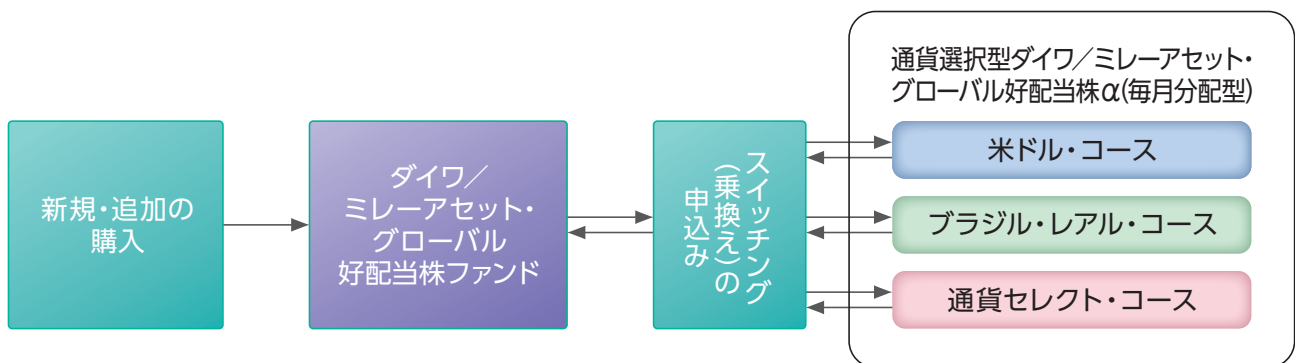 新規・追加の
購入
ダイワ／
ミレーアセット・
グローバル
好配当株ファンド
スイッチング
（乗換え）の
申込み
通貨選択型ダイワ／ミレーアセット・
グローバル好配当株α(毎月分配型)
米ドル・コース
ブラジル・レアル・コース
通貨セレクト・コース